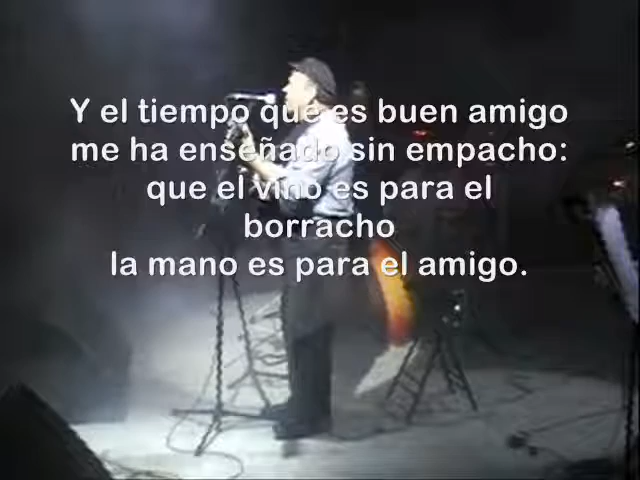 Y el tiempo que es buen amigo
me ha enseñado sin empacho:
que el vino es para el
borracho
la mano es para el amigo.